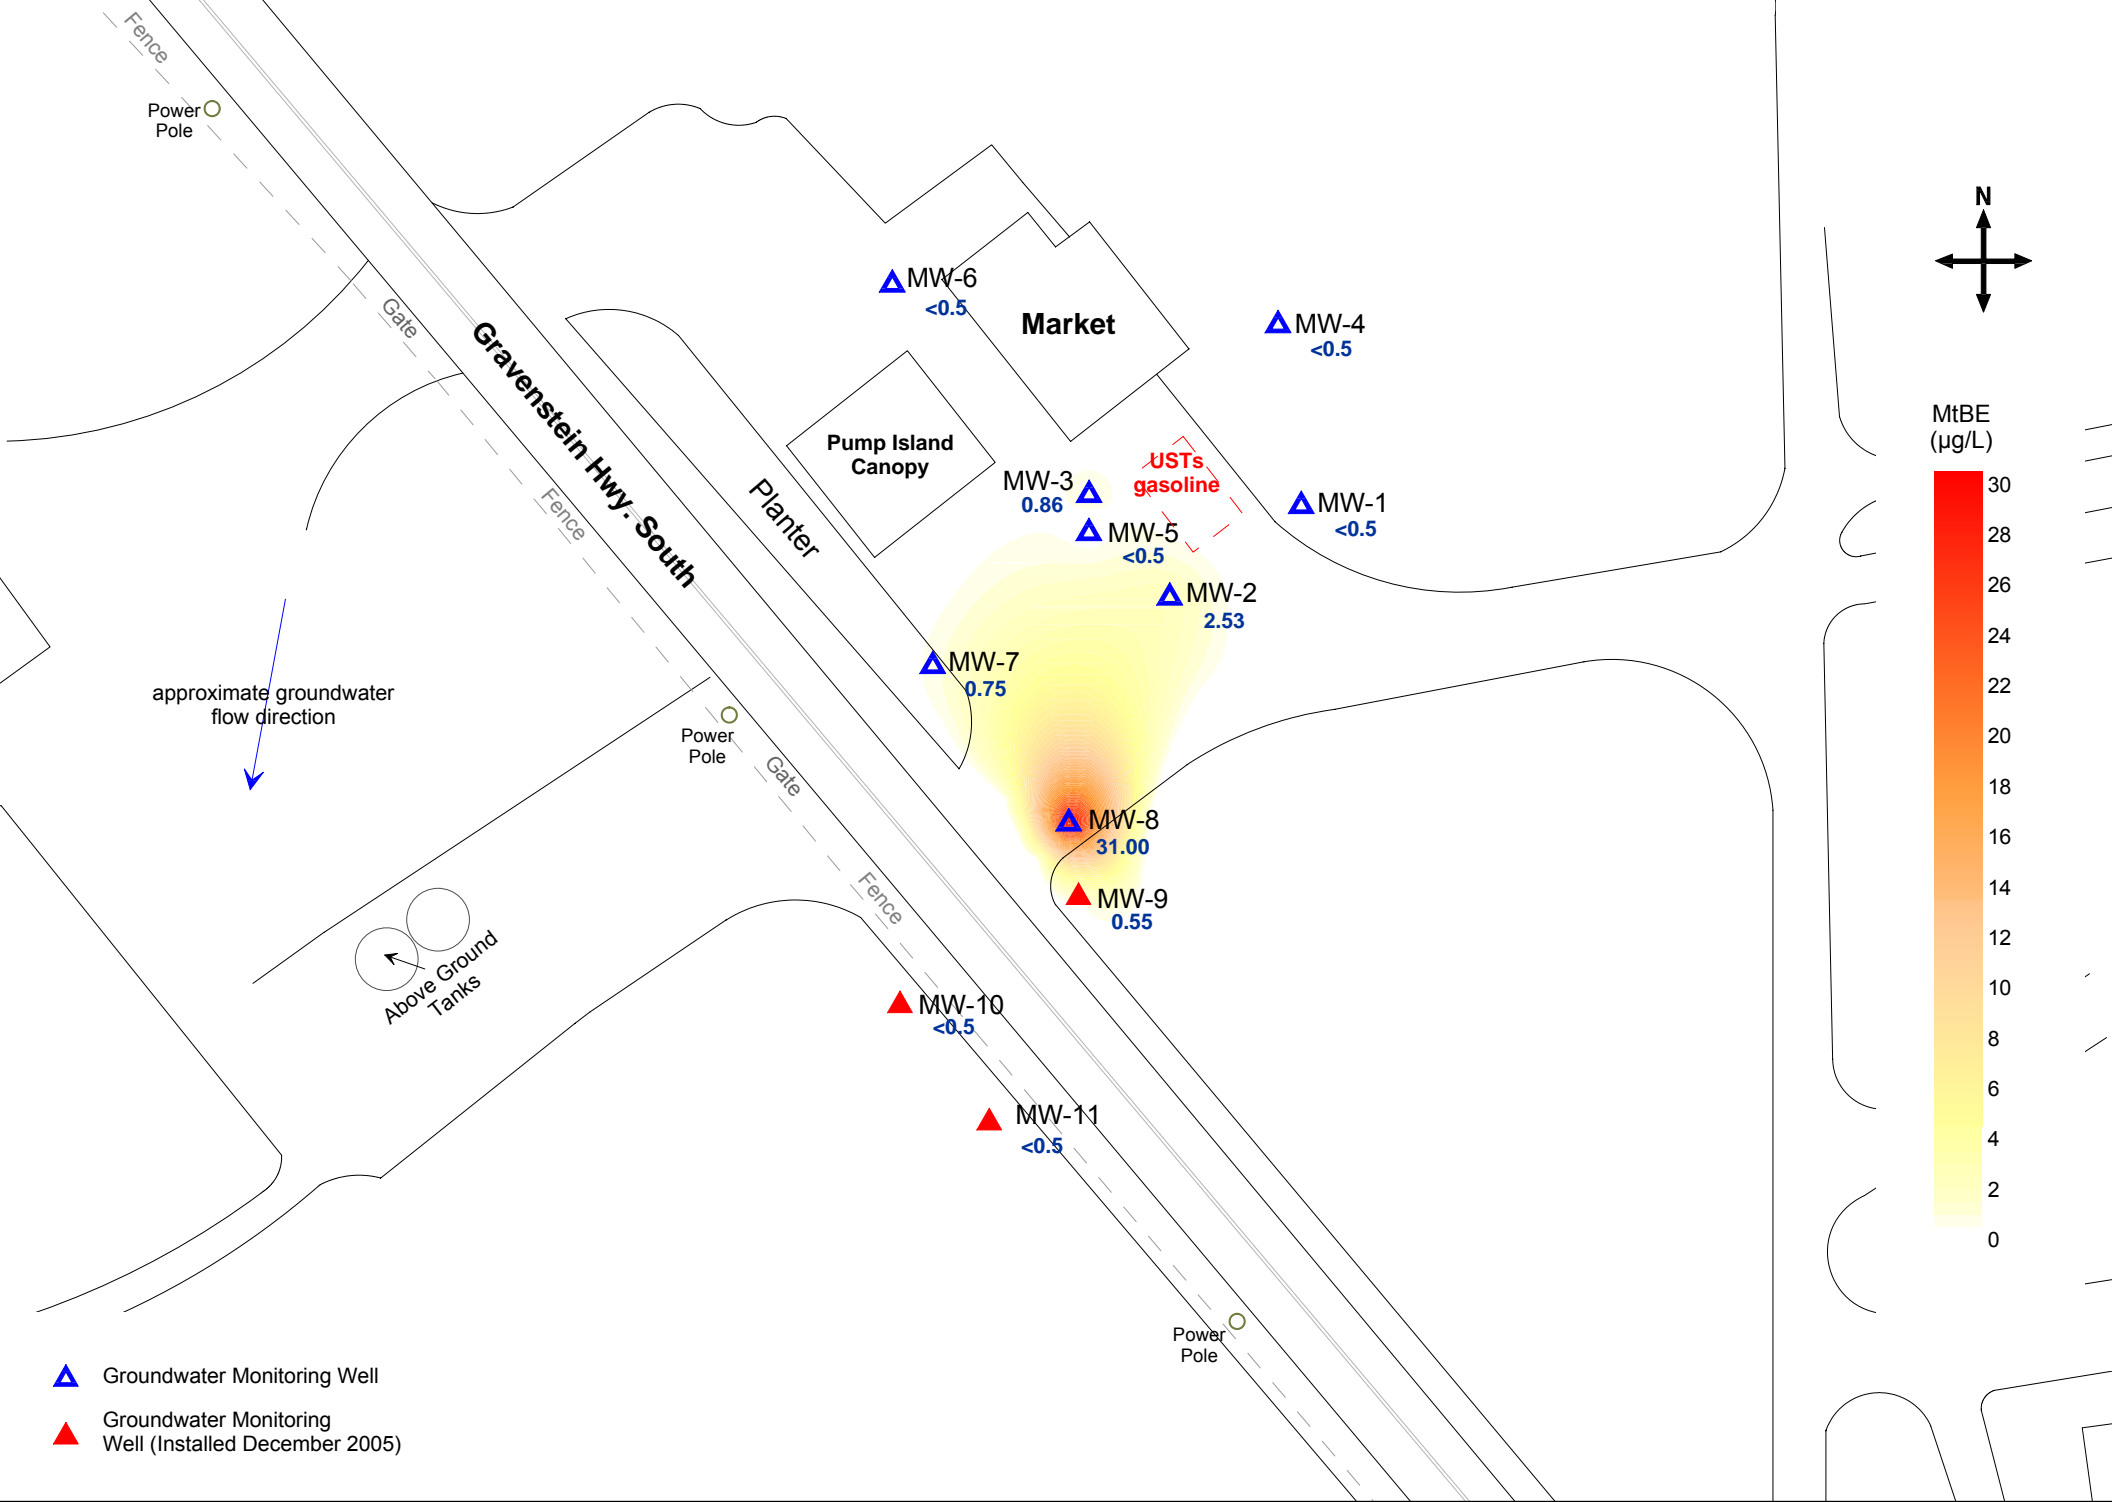 Fence
Power
Pole
N
MW-6
<0.5
Market
MW-4
<0.5
Gate
Gravenstein Hwy. South
MtBE
(µg/L)
Pump Island
Canopy
USTs
gasoline
MW-3
0.86
MW-1
<0.5
Planter
Fence
MW-5
<0.5
MW-2
2.53
MW-7
0.75
approximate groundwater
flow direction
Power
Pole
Gate
MW-8
31.00
Fence
MW-9
0.55
Above Ground
Tanks
MW-10
<0.5
MW-11
<0.5
30
28
26
24
22
20
18
16
14
12
10
8
6
4
2
0
Power
Pole
Groundwater Monitoring Well
Groundwater Monitoring
Well (Installed December 2005)